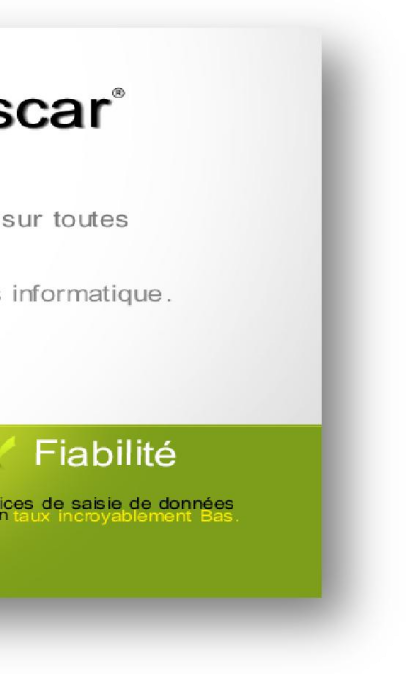 scar®
sur toutes
s informatique.
Fiabilité
ices de saisie de données
n taux incroyablement Bas.